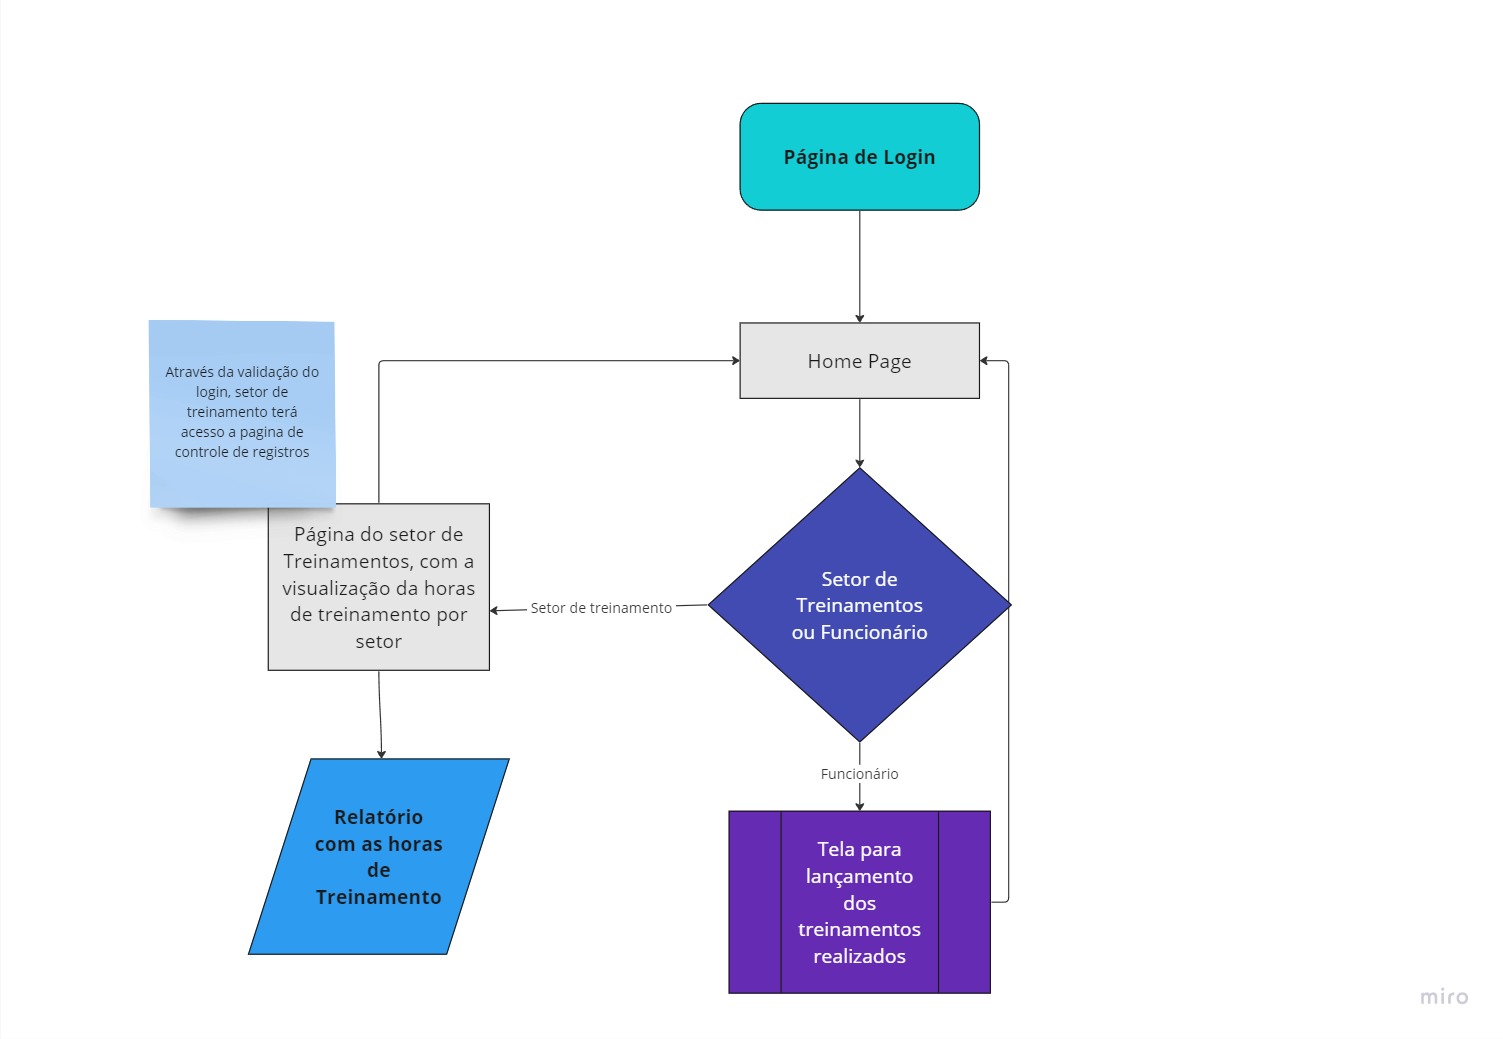 Página de Login
Home Page
Através da validação do
login, setor de
treinamento terá
acesso a pagina de
controle de registros
Página do setor de
Treinamentos, com a
visualização da horas
de treinamento por
setor
Setor de treinamento
Setor de
Treinamentos
ou Funcionário
Funcionário
Relatório
com as horas
de
Treinamento
Tela para
lançamento
dos
treinamentos
realizados
miro